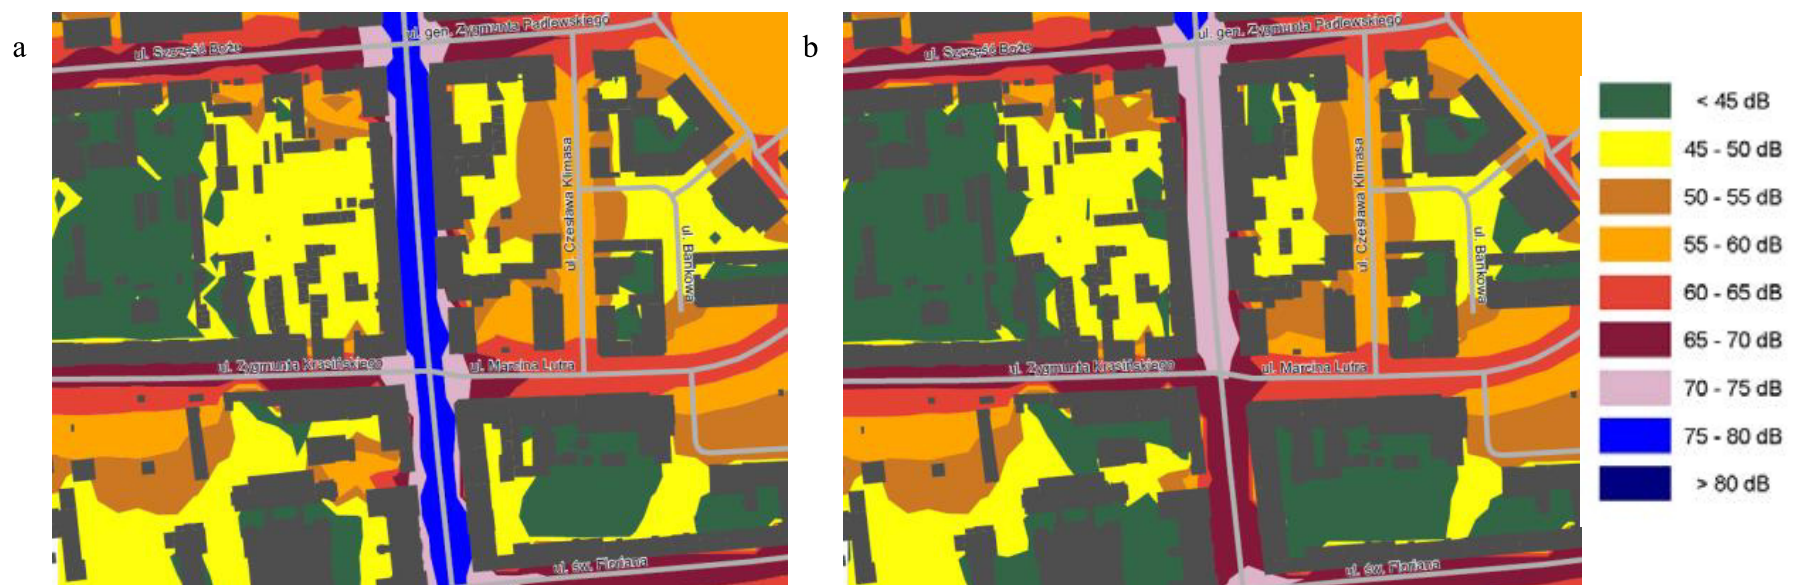 a
ul. gen. Zygmunta Padlewskiego
ul. Szczęść Boże
ul. Czesława Klimasa
ul. Bankowa
ul. Zygmunta Krasińskiego
ul. Marcina Lutra
ul. św. Floriana
b
ul. gen. Zygmunta Padlewskiego
ul. Szczęść Boże
ul. Czesława Klimasa
ul. Bankowa
ul. Zygmunta Krasińskiego
ul. Marcina Lutra
ul. św. Floriana
< 45 dB
45 - 50 dB
50 - 55 dB
55 - 60 dB
60 - 65 dB
65 - 70 dB
70 - 75 dB
75 - 80 dB
> 80 dB